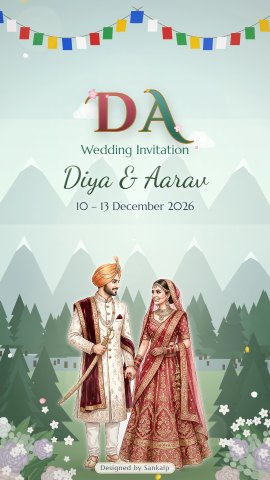 DA
Wedding Invitation
Diya & Aarav
10 – 13 December 2026
Designed by Sankalp